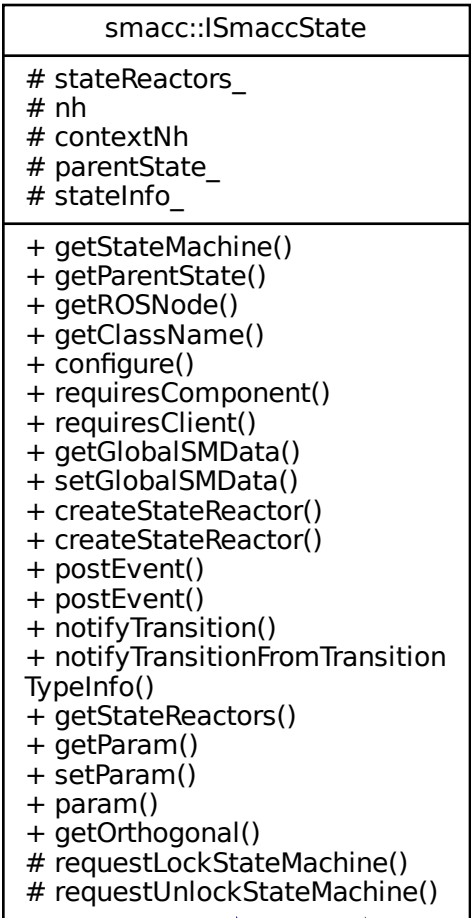 smacc::ISmaccState
# stateReactors_
# nh
# contextNh
# parentState_
# stateInfo_
+ getStateMachine()
+ getParentState()
+ getROSNode()
+ getClassName()
+ configure()
+ requiresComponent()
+ requiresClient()
+ getGlobalSMData()
+ setGlobalSMData()
+ createStateReactor()
+ createStateReactor()
+ postEvent()
+ postEvent()
+ notifyTransition()
+ notifyTransitionFromTransition
TypeInfo()
+ getStateReactors()
+ getParam()
+ setParam()
+ param()
+ getOrthogonal()
# requestLockStateMachine()
# requestUnlockStateMachine()